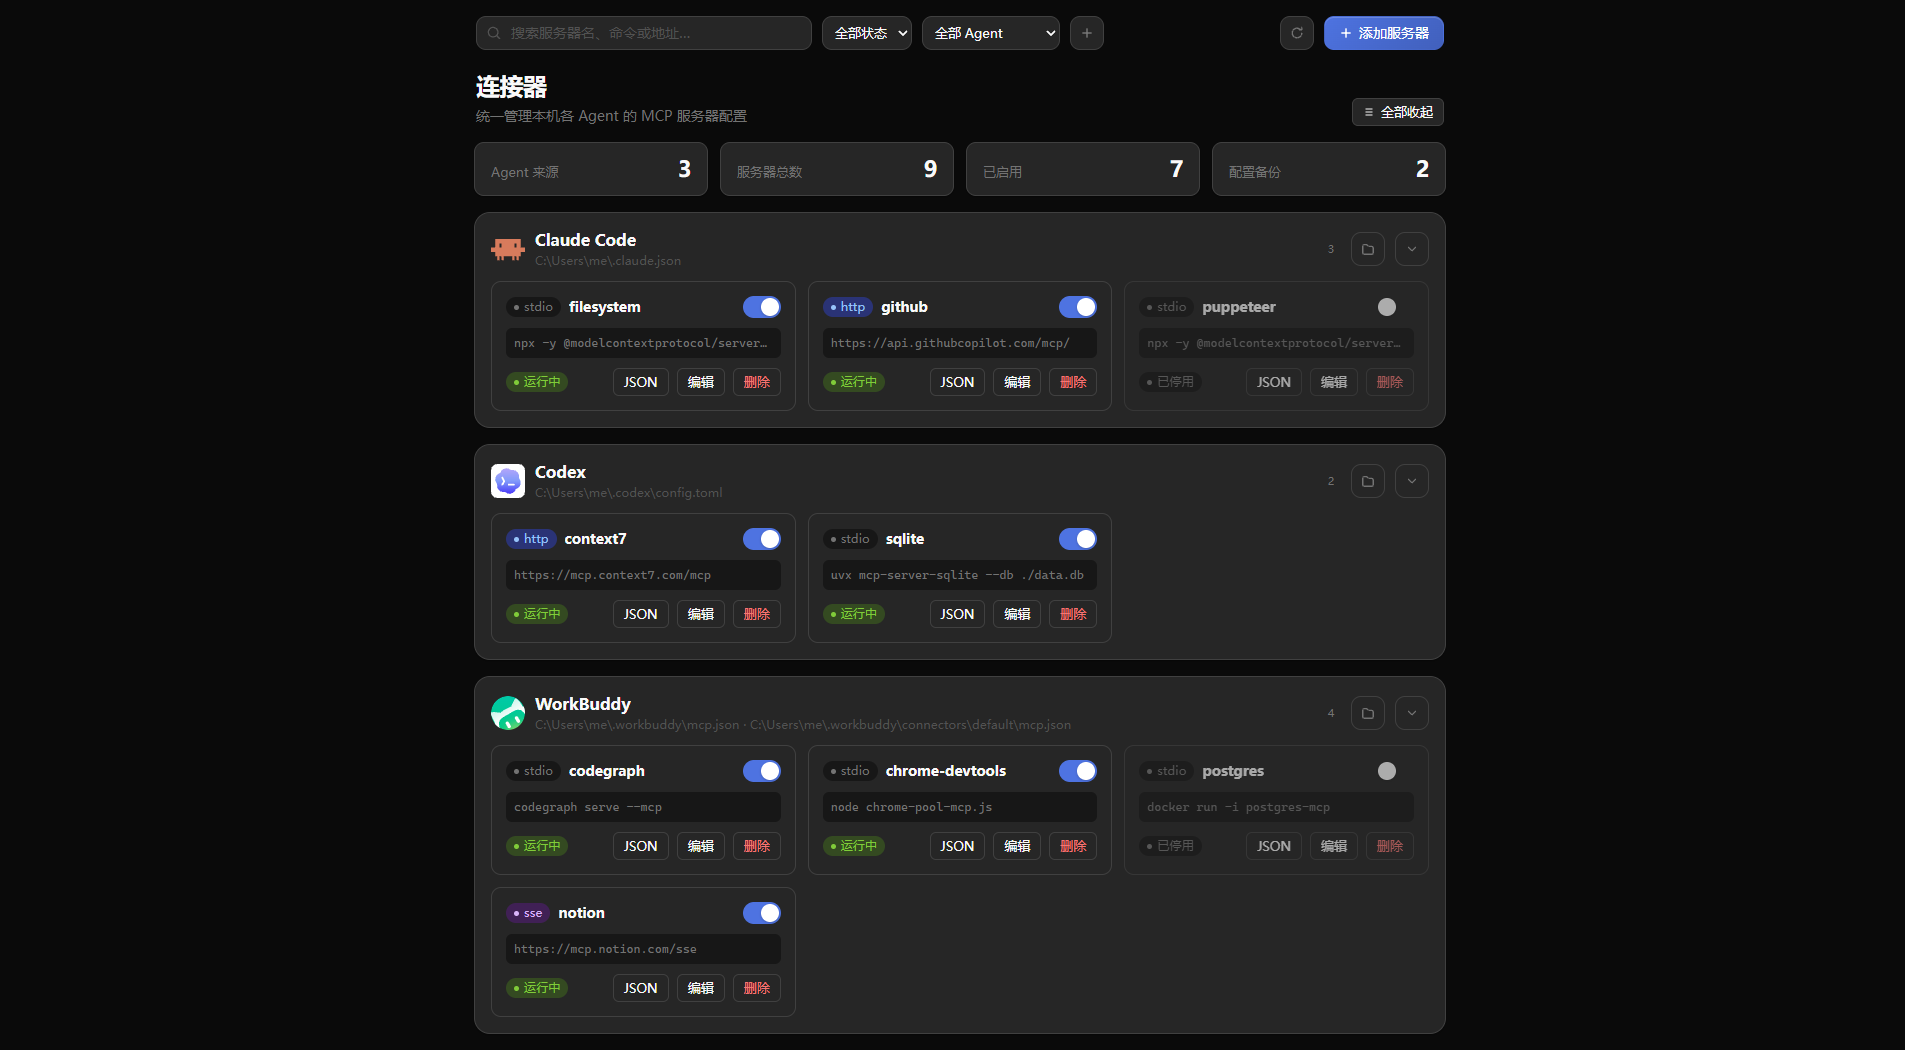 搜索服务器名、命令或地址...
全部状态
全部 Agent
添加服务器
连接器
统一管理本机各 Agent 的 MCP 服务器配置
全部收起
Agent 来源 3
服务器总数 9
已启用 7
配置备份 2
Claude Code
C:\Users\me\.claude.json
3
stdio filesystem
npx -y @modelcontextprotocol/server…
运行中 JSON 编辑 删除
http github
https://api.githubcopilot.com/mcp/
运行中 JSON 编辑 删除
stdio puppeteer
npx -y @modelcontextprotocol/server…
已停用 JSON 编辑 删除
Codex
C:\Users\me\.codex\config.toml
2
http context7
https://mcp.context7.com/mcp
运行中 JSON 编辑 删除
stdio sqlite
uvx mcp-server-sqlite --db ./data.db
运行中 JSON 编辑 删除
WorkBuddy
C:\Users\me\.workbuddy\mcp.json · C:\Users\me\.workbuddy\connectors\default\mcp.json
4
stdio codegraph
codegraph serve --mcp
运行中 JSON 编辑 删除
stdio chrome-devtools
node chrome-pool-mcp.js
运行中 JSON 编辑 删除
stdio postgres
docker run -i postgres-mcp
已停用 JSON 编辑 删除
sse notion
https://mcp.notion.com/sse
运行中 JSON 编辑 删除